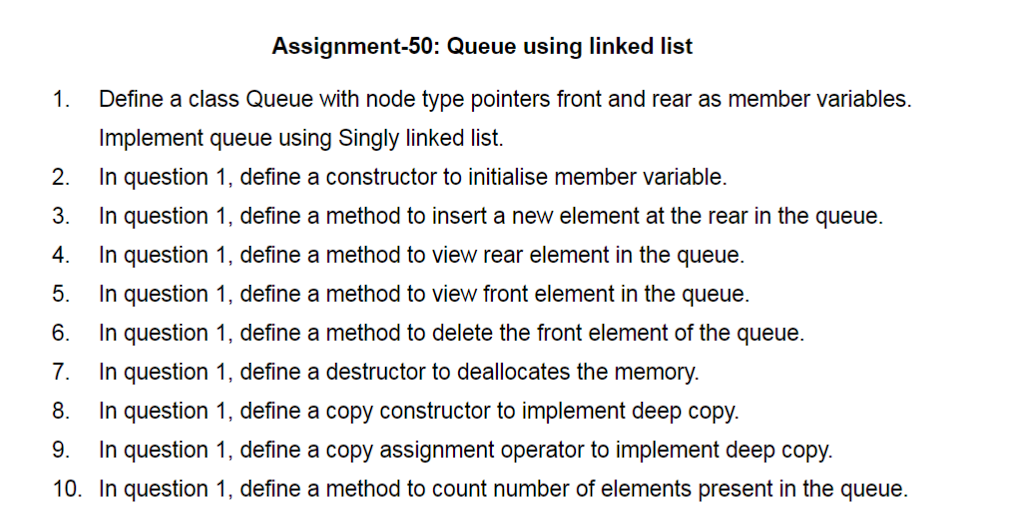 Assignment-50: Queue using linked list
1. Define a class Queue with node type pointers front and rear as member variables.
Implement queue using Singly linked list.
2. In question 1, define a constructor to initialise member variable.
3. In question 1, define a method to insert a new element at the rear in the queue.
4. In question 1, define a method to view rear element in the queue.
5. In question 1, define a method to view front element in the queue.
6. In question 1, define a method to delete the front element of the queue.
7. In question 1, define a destructor to deallocates the memory.
8. In question 1, define a copy constructor to implement deep copy.
9. In question 1, define a copy assignment operator to implement deep copy.
10. In question 1, define a method to count number of elements present in the queue.